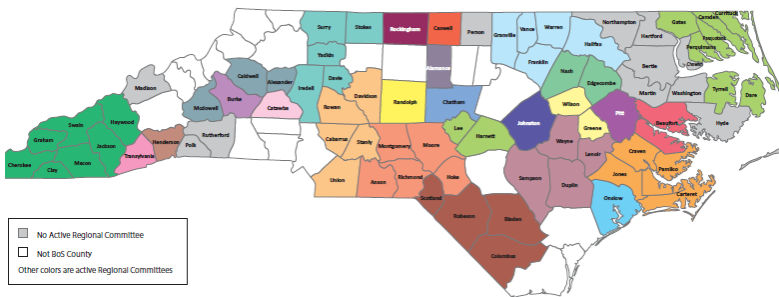 Currituck
Camden
Gates
Pasquotank
Perquimans
Chowan
Northampton
Hertford
Bertie
Martin
Washington
Tyrrell
Dare
Hyde
Surry
Stokes
Rockingham
Caswell
Person
Granville
Vance
Warren
Halifax
Franklin
Nash
Edgecombe
Yadkin
Davie
Iredell
Rowan
Davidson
Randolph
Alamance
Chatham
Madison
Caldwell
Alexander
Burke
Catawba
Mcdowell
Rutherford
Polk
Henderson
Transylvania
Haywood
Swain
Graham
Jackson
Macon
Cherokee
Clay
Cabarrus
Stanly
Union
Montgomery
Moore
Anson
Richmond
Hoke
Scotland
Robeson
Bladen
Columbus
Lee
Harnett
Johnston
Wilson
Greene
Pitt
Beaufort
Wayne
Lenoir
Sampson
Duplin
Craven
Jones
Pamlico
Carteret
Onslow
No Active Regional Committee
Not BoS County
Other colors are active Regional Committees